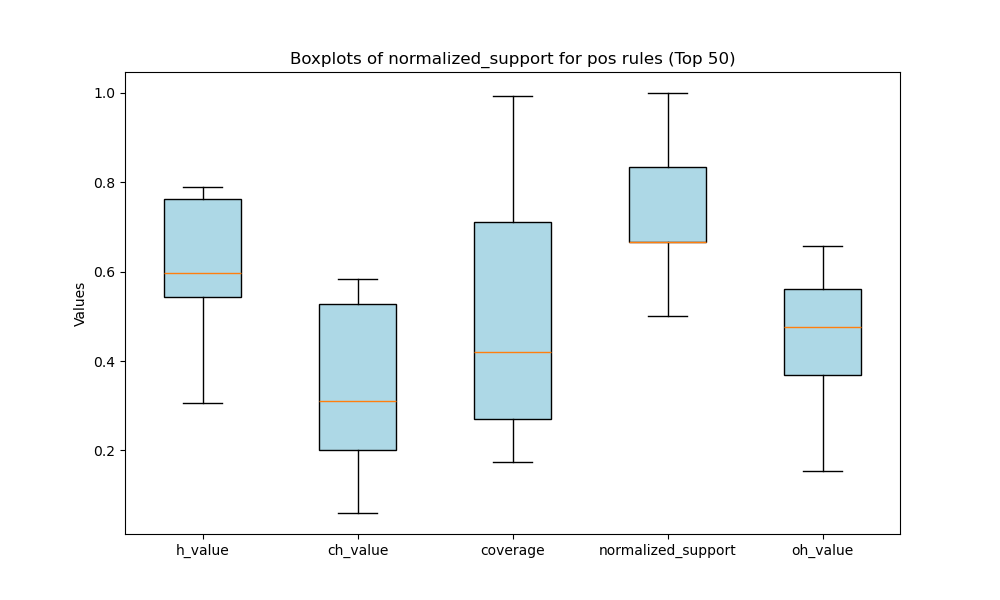 Boxplots of normalized_support for pos rules (Top 50)
Values
1.0
0.8
0.6
0.4
0.2
h_value
ch_value
coverage
normalized_support
oh_value